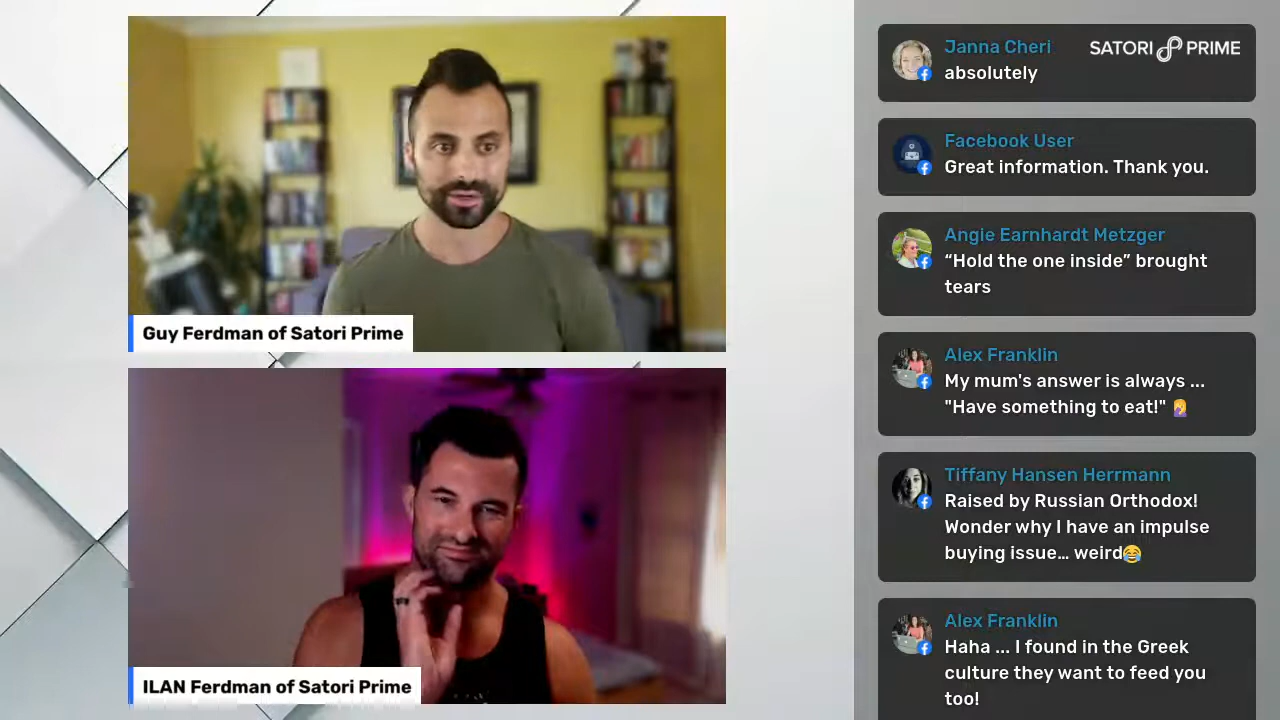 Guy Ferdman of Satori Prime
ILAN Ferdman of Satori Prime
SATORI PRIME
Janna Cheri
absolutely
Facebook User
Great information. Thank you.
Angie Earnhardt Metzger
“Hold the one inside” brought
tears
Alex Franklin
My mum's answer is always ...
"Have something to eat!" 🤦‍♀️
Tiffany Hansen Herrmann
Raised by Russian Orthodox!
Wonder why I have an impulse
buying issue... weird😂
Alex Franklin
Haha ... I found in the Greek
culture they want to feed you
too!